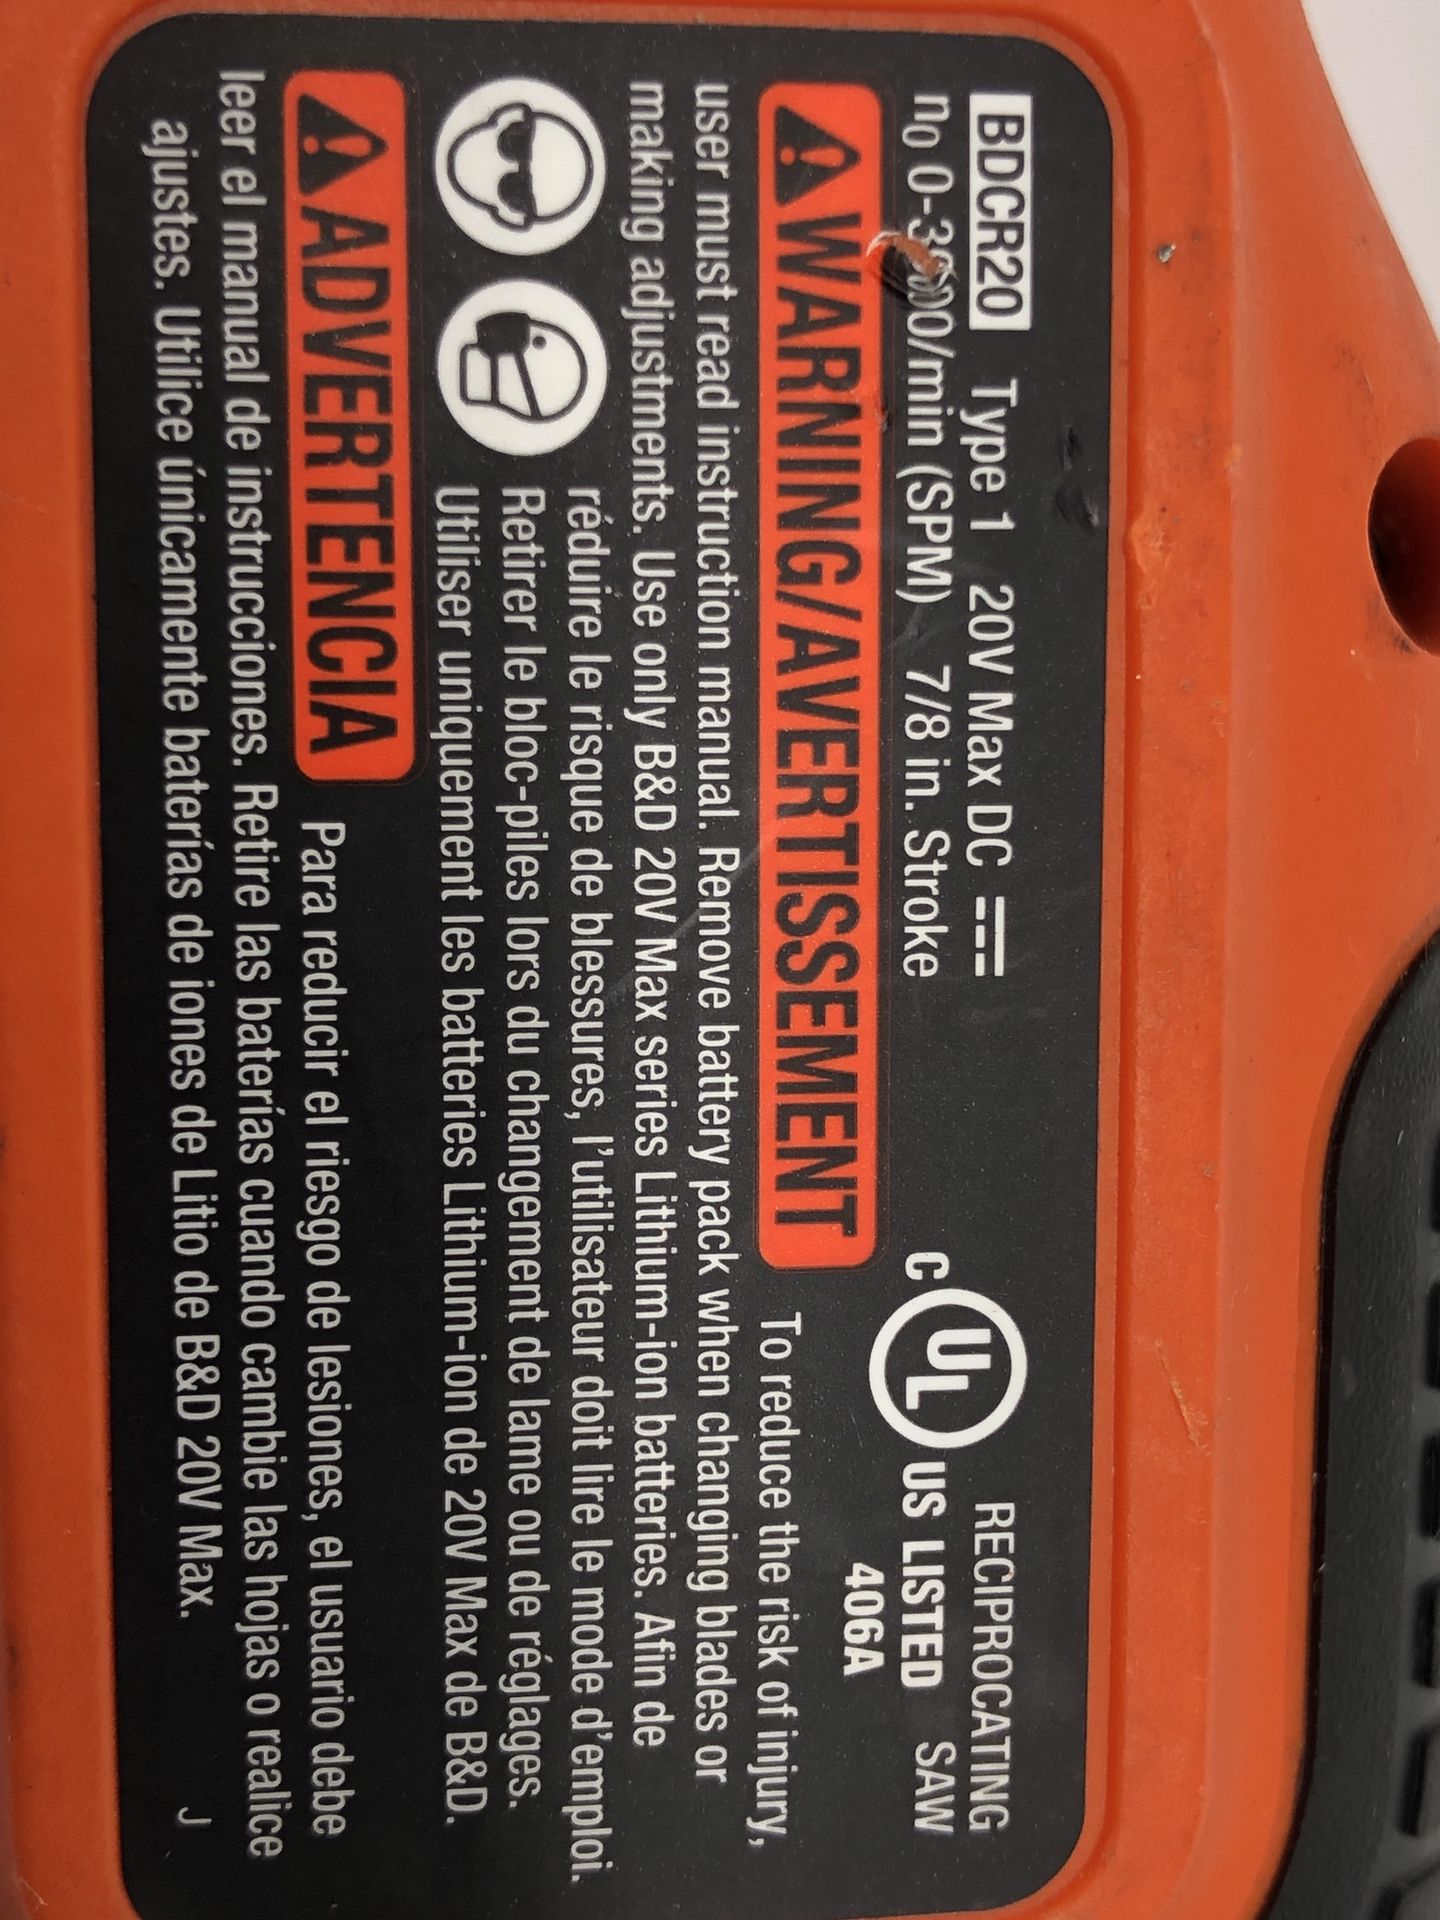 BDCR20 Type 1 20V Max DC ⎓ RECIPROCATING
n0 0-3000/min (SPM) 7/8 in. Stroke C UL US LISTED SAW
406A
WARNING/AVERTISSEMENT To reduce the risk of injury,
user must read instruction manual. Remove battery pack when changing blades or
making adjustments. Use only B&D 20V Max series Lithium-ion batteries. Afin de
réduire le risque de blessures, l'utilisateur doit lire le mode d'emploi.
Retirer le bloc-piles lors du changement de lame ou de réglages.
Utiliser uniquement les batteries Lithium-ion de 20V Max de B&D.
ADVERTENCIA Para reducir el riesgo de lesiones, el usuario debe
leer el manual de instrucciones. Retire las baterías cuando cambie las hojas o realice
ajustes. Utilice únicamente baterías de iones de Litio de B&D 20V Max. J